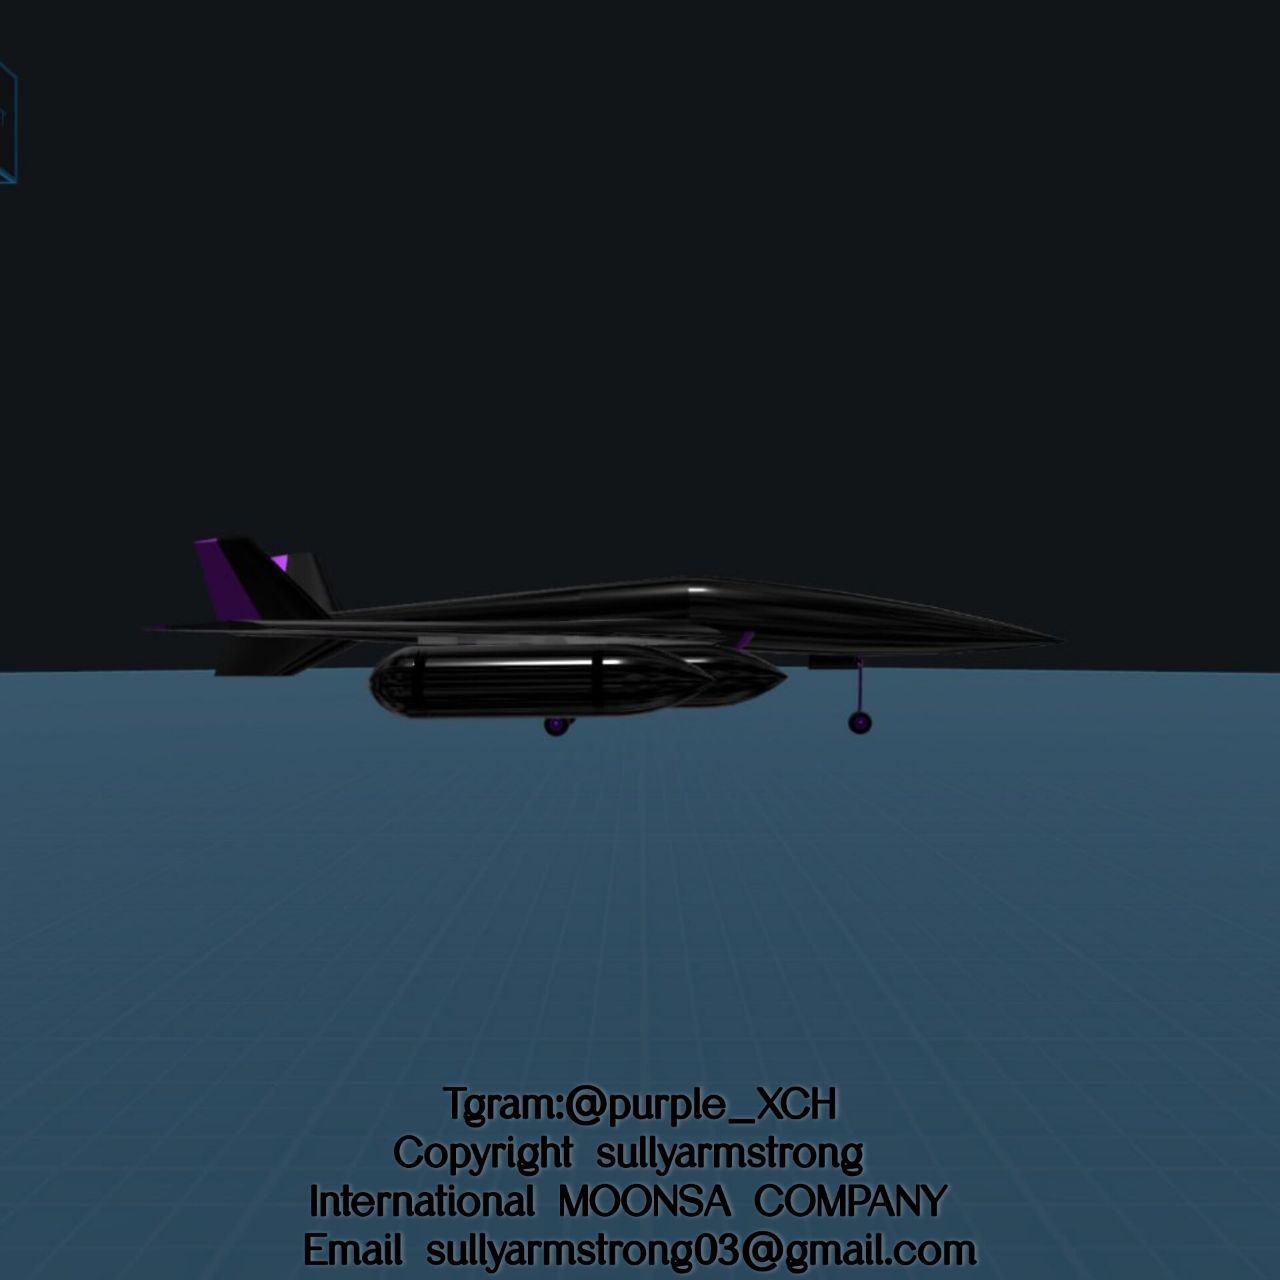 Tgram:@purple_XCH
Copyright sullyarmstrong
International MOONSA COMPANY
Email sullyarmstrong03@gmail.com